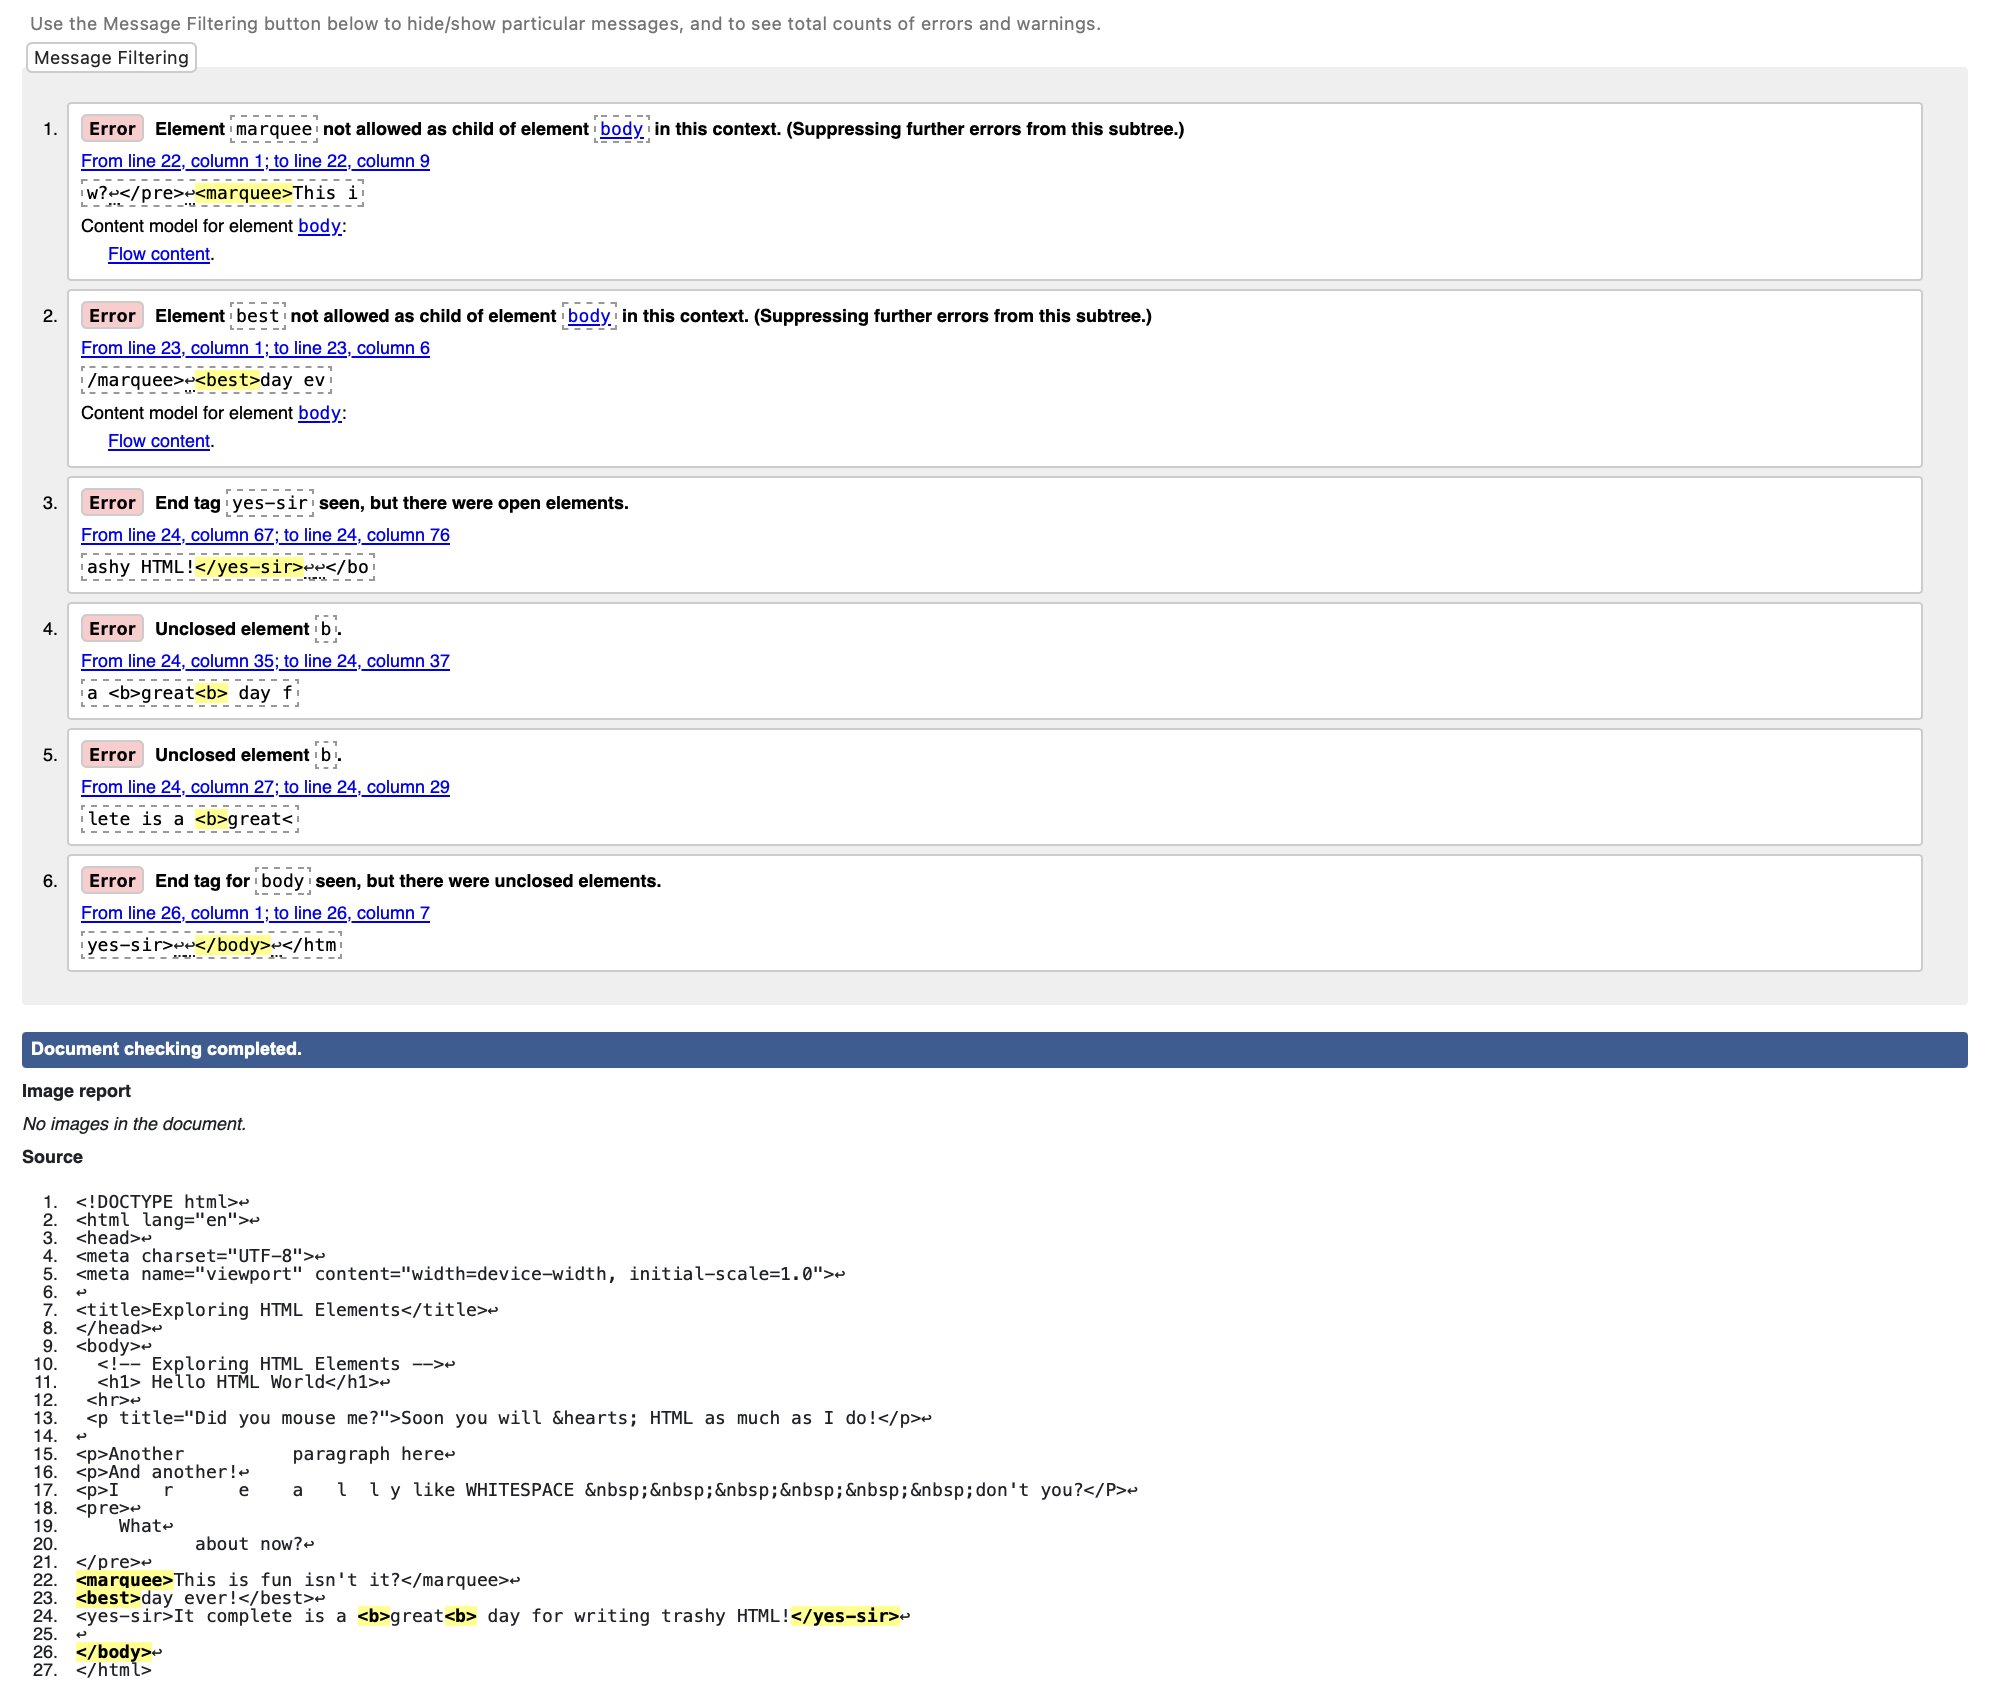 Use the Message Filtering button below to hide/show particular messages, and to see total counts of errors and warnings.
Message Filtering
1. Error Element marquee not allowed as child of element body in this context. (Suppressing further errors from this subtree.)
From line 22, column 1; to line 22, column 9
w?↩</pre>↩<marquee>This i
Content model for element body:
Flow content.
2. Error Element best not allowed as child of element body in this context. (Suppressing further errors from this subtree.)
From line 23, column 1; to line 23, column 6
/marquee>↩<best>day ev
Content model for element body:
Flow content.
3. Error End tag yes-sir seen, but there were open elements.
From line 24, column 67; to line 24, column 76
ashy HTML!</yes-sir>↩↩</bo
4. Error Unclosed element b.
From line 24, column 35; to line 24, column 37
a <b>great<b> day f
5. Error Unclosed element b.
From line 24, column 27; to line 24, column 29
lete is a <b>great<
6. Error End tag for body seen, but there were unclosed elements.
From line 26, column 1; to line 26, column 7
yes-sir>↩↩</body>↩</htm
Document checking completed.
Image report
No images in the document.
Source
1. <!DOCTYPE html>↩
2. <html lang="en">↩
3. <head>↩
4. <meta charset="UTF-8">↩
5. <meta name="viewport" content="width=device-width, initial-scale=1.0">↩
6. ↩
7. <title>Exploring HTML Elements</title>↩
8. </head>↩
9. <body>↩
10.   <!-- Exploring HTML Elements -->↩
11.   <h1> Hello HTML World</h1>↩
12.  <hr>↩
13.  <p title="Did you mouse me?">Soon you will &hearts; HTML as much as I do!</p>↩
14. ↩
15. <p>Another          paragraph here↩
16. <p>And another!↩
17. <p>I    r      e    a   l  l y like WHITESPACE &nbsp;&nbsp;&nbsp;&nbsp;&nbsp;&nbsp;don't you?</P>↩
18. <pre>↩
19.     What↩
20.            about now?↩
21. </pre>↩
22. <marquee>This is fun isn't it?</marquee>↩
23. <best>day ever!</best>↩
24. <yes-sir>It complete is a <b>great<b> day for writing trashy HTML!</yes-sir>↩
25. ↩
26. </body>↩
27. </html>